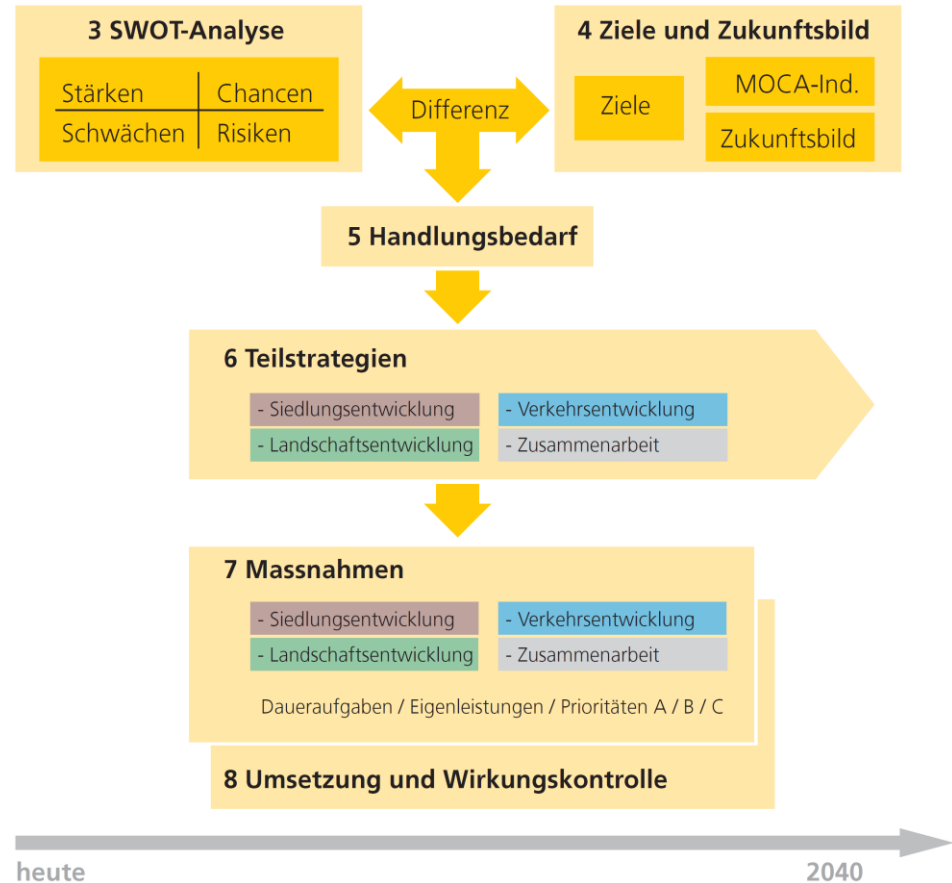 3 SWOT-Analyse
Stärken
Chancen
Schwächen
Risiken
Differenz
4 Ziele und Zukunftsbild
Ziele
MOCA-Ind.
Zukunftsbild
5 Handlungsbedarf
6 Teilstrategien
- Siedlungsentwicklung
- Verkehrsentwicklung
- Landschaftsentwicklung
- Zusammenarbeit
7 Massnahmen
- Siedlungsentwicklung
- Verkehrsentwicklung
- Landschaftsentwicklung
- Zusammenarbeit
Daueraufgaben / Eigenleistungen / Prioritäten A / B / C
8 Umsetzung und Wirkungskontrolle
heute
2040